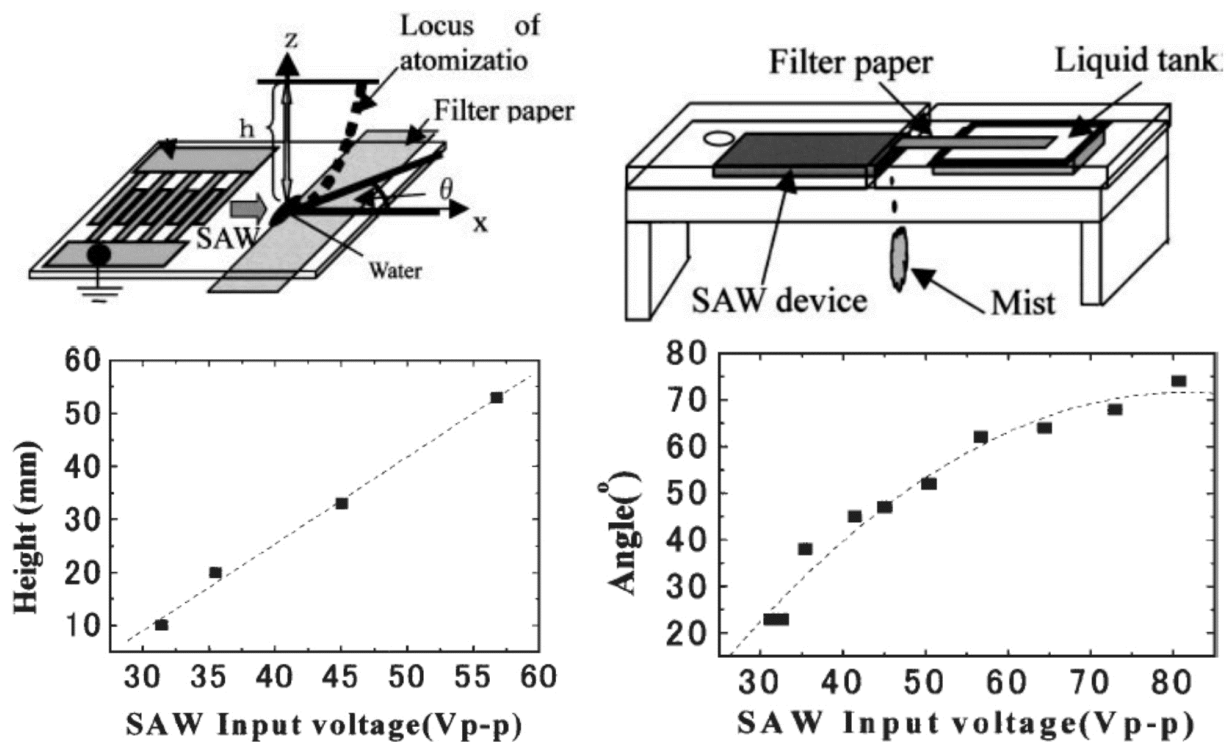 Locus of
atomizatio
z
h
Filter paper
θ
x
SAW
Water
Filter paper
Liquid tank
SAW device
Mist
60
50
40
30
20
10
Height (mm)
30 35 40 45 50 55 60
SAW Input voltage(Vp-p)
80
70
60
50
40
30
20
Angle(°)
30 40 50 60 70 80
SAW Input voltage(Vp-p)